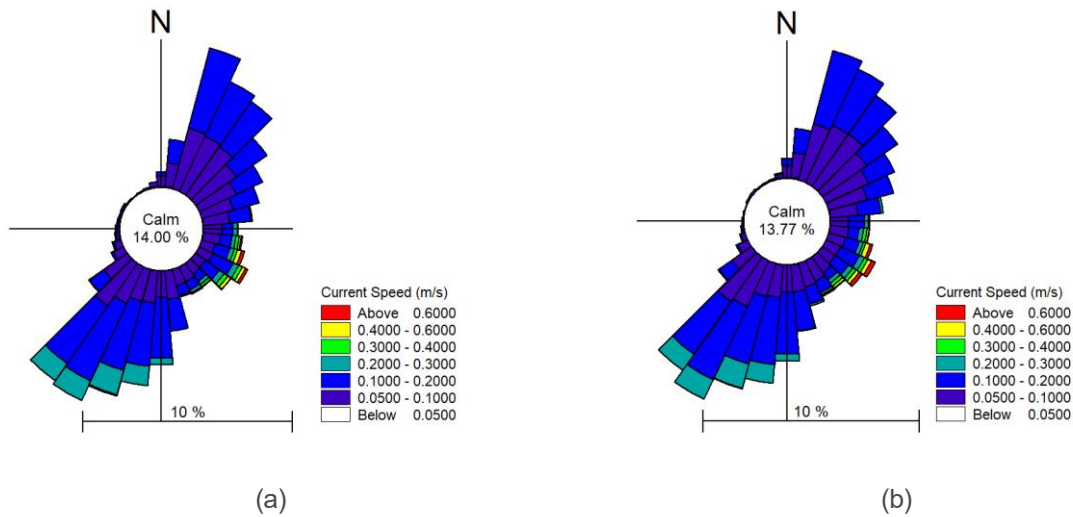 N
Calm
14.00 %
Current Speed (m/s)
Above 0.6000
0.4000 - 0.6000
0.3000 - 0.4000
0.2000 - 0.3000
0.1000 - 0.2000
0.0500 - 0.1000
Below 0.0500
10 %
(a)
N
Calm
13.77 %
Current Speed (m/s)
Above 0.6000
0.4000 - 0.6000
0.3000 - 0.4000
0.2000 - 0.3000
0.1000 - 0.2000
0.0500 - 0.1000
Below 0.0500
10 %
(b)